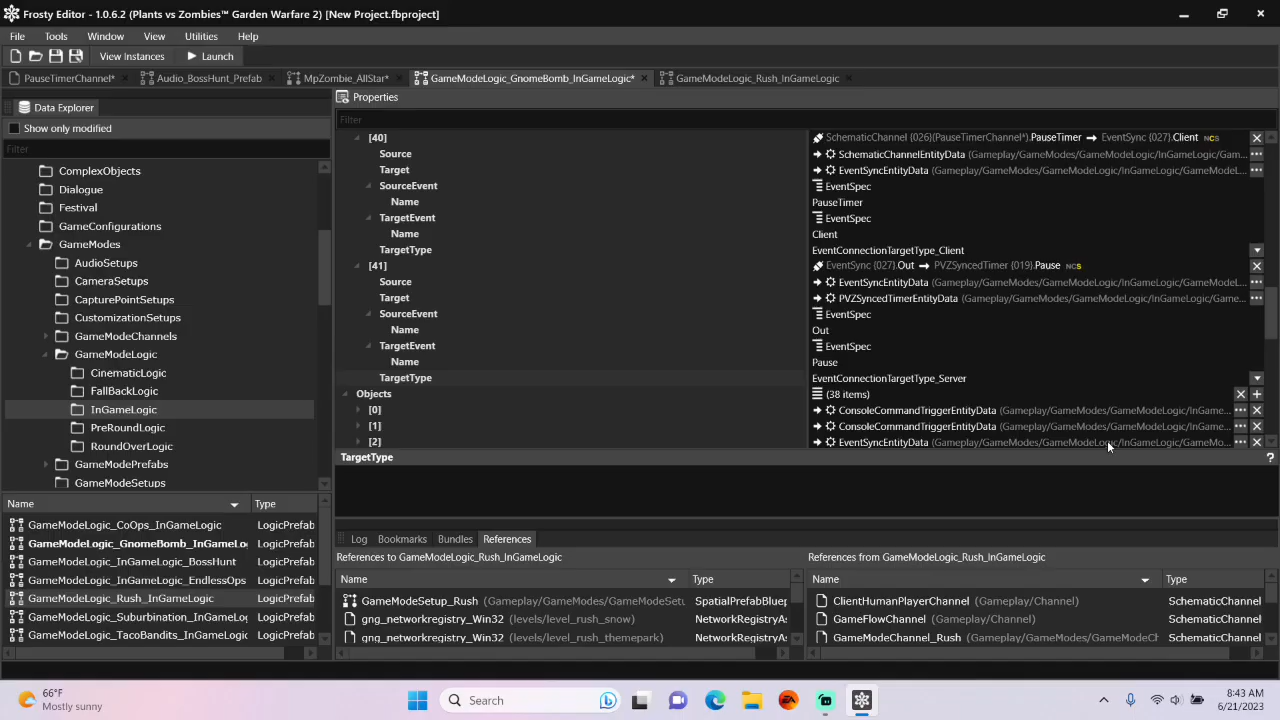 Frosty Editor - 1.0.6.2 (Plants vs Zombies™ Garden Warfare 2) [New Project.fbproject]
File Tools Window View Utilities Help
View Instances Launch
PauseTimerChannel* Audio_BossHunt_Prefab MpZombie_AllStar* GameModeLogic_GnomeBomb_InGameLogic* GameModeLogic_Rush_InGameLogic
Data Explorer
Properties
Show only modified
Filter
Filter
ComplexObjects
Dialogue
Festival
GameConfigurations
GameModes
AudioSetups
CameraSetups
CapturePointSetups
CustomizationSetups
GameModeChannels
GameModeLogic
CinematicLogic
FallBackLogic
InGameLogic
PreRoundLogic
RoundOverLogic
GameModePrefabs
GameModeSetups
[40] SchematicChannel {026}(PauseTimerChannel*).PauseTimer → EventSync {027}.Client NCS
Source SchematicChannelEntityData (Gameplay/GameModes/GameModeLogic/InGameLogic/Gam...
Target EventSyncEntityData (Gameplay/GameModes/GameModeLogic/InGameLogic/GameModeL...
SourceEvent EventSpec
Name PauseTimer
TargetEvent EventSpec
Name Client
TargetType EventConnectionTargetType_Client
[41] EventSync {027}.Out → PVZSyncedTimer {019}.Pause NCS
Source EventSyncEntityData (Gameplay/GameModes/GameModeLogic/InGameLogic/GameModeL...
Target PVZSyncedTimerEntityData (Gameplay/GameModes/GameModeLogic/InGameLogic/Game...
SourceEvent EventSpec
Name Out
TargetEvent EventSpec
Name Pause
TargetType EventConnectionTargetType_Server
Objects (38 items)
[0] ConsoleCommandTriggerEntityData (Gameplay/GameModes/GameModeLogic/InGame...
[1] ConsoleCommandTriggerEntityData (Gameplay/GameModes/GameModeLogic/InGame...
[2] EventSyncEntityData (Gameplay/GameModes/GameModeLogic/InGameLogic/GameMo...
TargetType ?
Name Type
GameModeLogic_CoOps_InGameLogic LogicPrefab
GameModeLogic_GnomeBomb_InGameLo LogicPrefab
GameModeLogic_InGameLogic_BossHunt LogicPrefab
GameModeLogic_InGameLogic_EndlessOps LogicPrefab
GameModeLogic_Rush_InGameLogic LogicPrefab
GameModeLogic_Suburbination_InGameLo LogicPrefab
GameModeLogic_TacoBandits_InGameLogic LogicPrefab
Log Bookmarks Bundles References
References to GameModeLogic_Rush_InGameLogic
Name Type
GameModeSetup_Rush (Gameplay/GameModes/GameModeSetu SpatialPrefabBluep
gng_networkregistry_Win32 (levels/level_rush_snow) NetworkRegistryAs
gng_networkregistry_Win32 (levels/level_rush_themepark) NetworkRegistryAs
References from GameModeLogic_Rush_InGameLogic
Name Type
ClientHumanPlayerChannel (Gameplay/Channel) SchematicChannel
GameFlowChannel (Gameplay/Channel) SchematicChannel
GameModeChannel_Rush (Gameplay/GameModes/GameModeCh SchematicChannel
66°F
Mostly sunny
Search
8:43 AM
6/21/2023